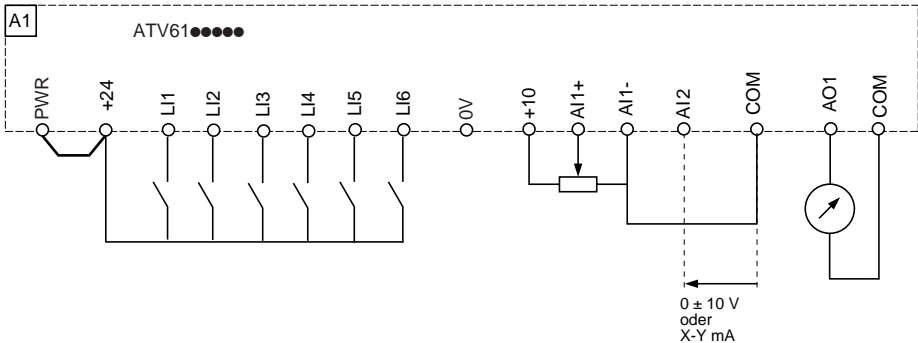 A1
ATV61●●●●●
PWR
+24
LI1
LI2
LI3
LI4
LI5
LI6
0V
+10
AI1+
AI1-
AI2
COM
AO1
COM
0 ± 10 V
oder
X-Y mA